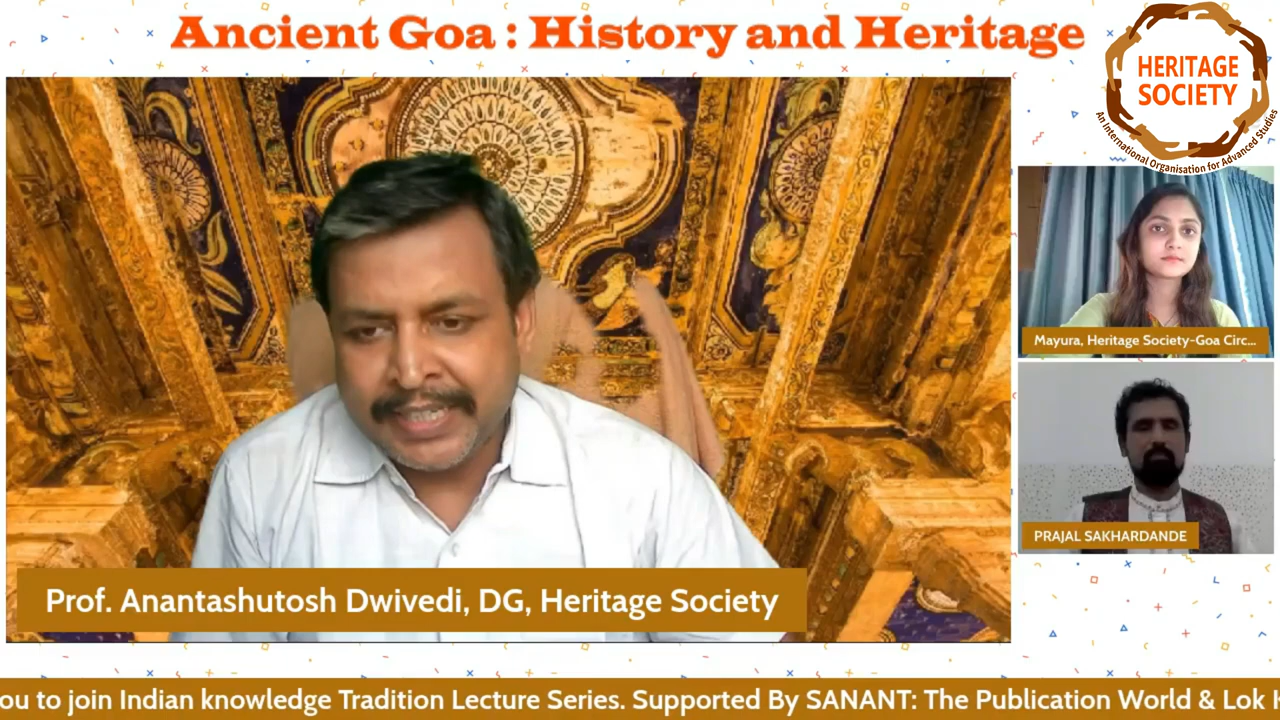 Ancient Goa : History and Heritage
HERITAGE
SOCIETY
An International Organisation for Advanced Studies
Mayura, Heritage Society-Goa Circ...
PRAJAL SAKHARDANDE
Prof. Anantashutosh Dwivedi, DG, Heritage Society
ou to join Indian knowledge Tradition Lecture Series. Supported By SANANT: The Publication World & Lok